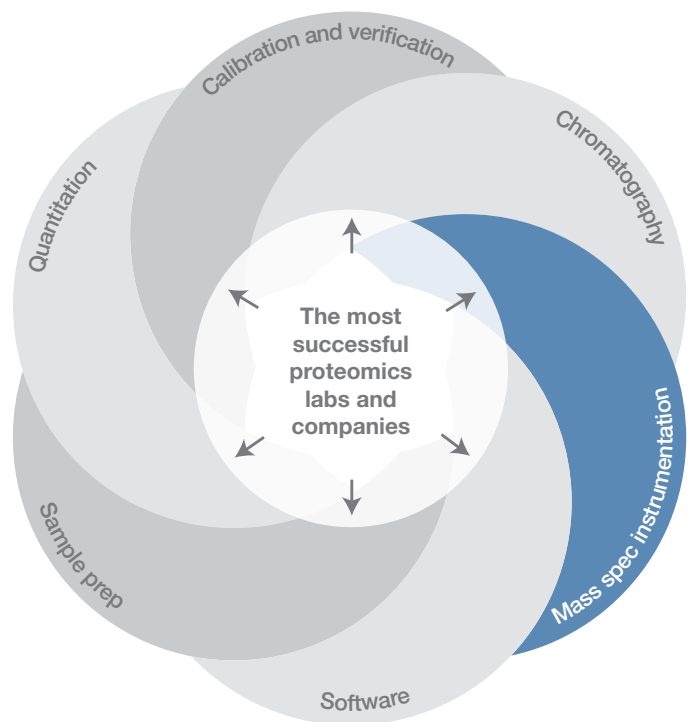 Calibration and verification
Chromatography
Quantitation
The most
successful
proteomics
labs and
companies
Mass spec instrumentation
Sample prep
Software